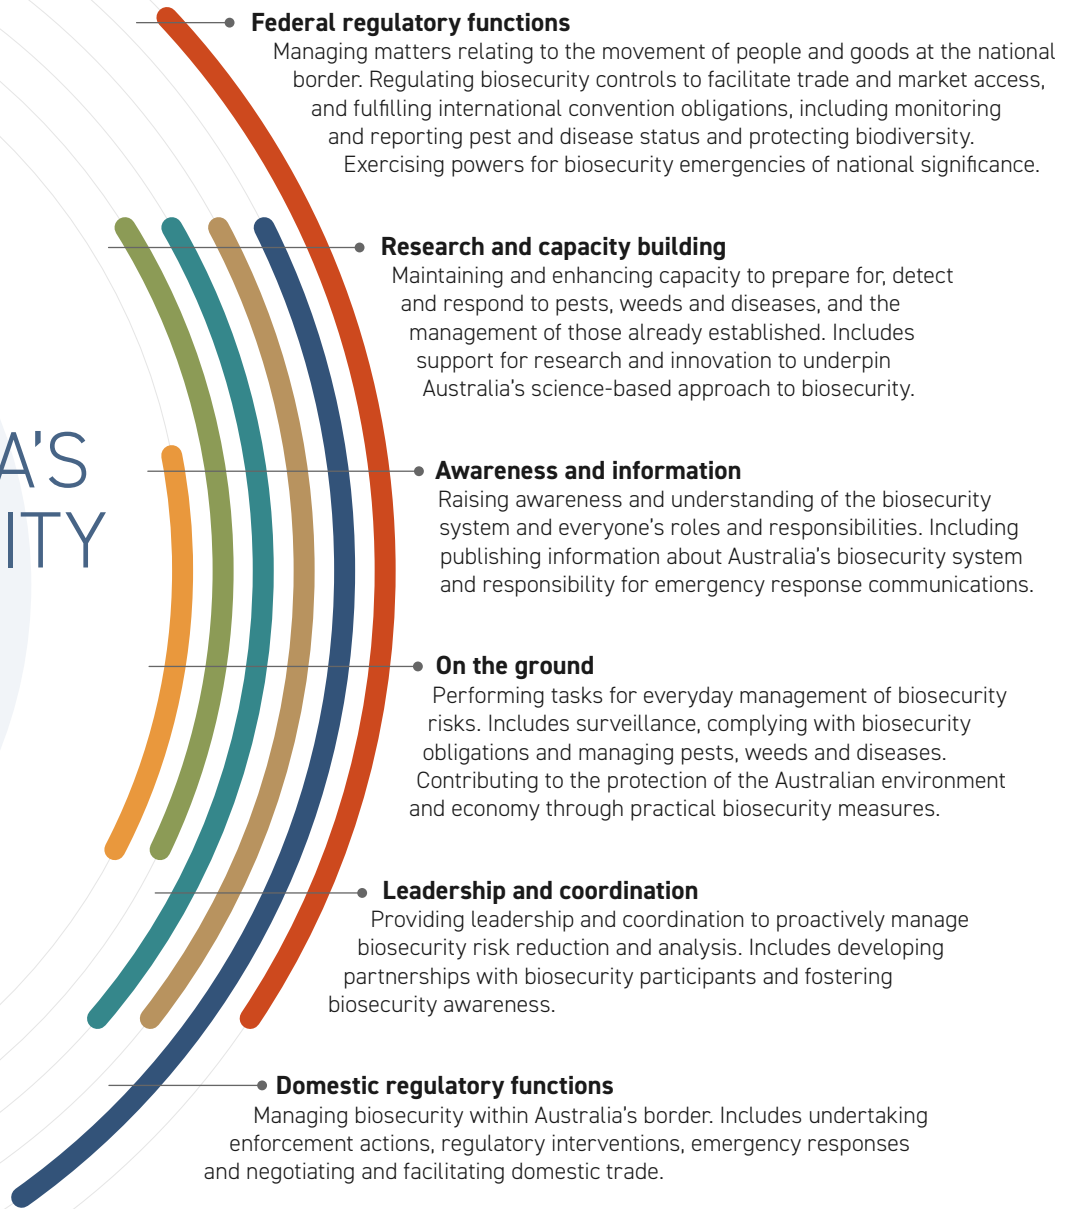 Federal regulatory functions
Managing matters relating to the movement of people and goods at the national
border. Regulating biosecurity controls to facilitate trade and market access,
and fulfilling international convention obligations, including monitoring
and reporting pest and disease status and protecting biodiversity.
Exercising powers for biosecurity emergencies of national significance.
Research and capacity building
Maintaining and enhancing capacity to prepare for, detect
and respond to pests, weeds and diseases, and the
management of those already established. Includes
support for research and innovation to underpin
Australia's science-based approach to biosecurity.
A'S
ITY
Awareness and information
Raising awareness and understanding of the biosecurity
system and everyone's roles and responsibilities. Including
publishing information about Australia's biosecurity system
and responsibility for emergency response communications.
On the ground
Performing tasks for everyday management of biosecurity
risks. Includes surveillance, complying with biosecurity
obligations and managing pests, weeds and diseases.
Contributing to the protection of the Australian environment
and economy through practical biosecurity measures.
Leadership and coordination
Providing leadership and coordination to proactively manage
biosecurity risk reduction and analysis. Includes developing
partnerships with biosecurity participants and fostering
biosecurity awareness.
Domestic regulatory functions
Managing biosecurity within Australia's border. Includes undertaking
enforcement actions, regulatory interventions, emergency responses
and negotiating and facilitating domestic trade.